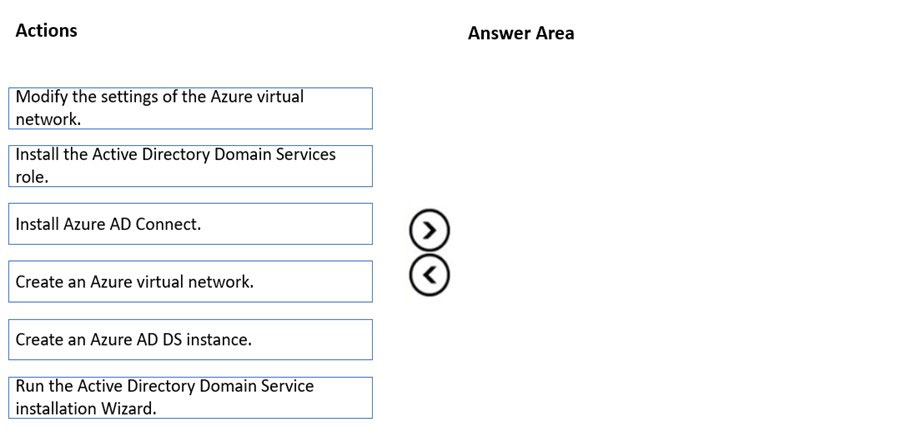 Actions
Answer Area
Modify the settings of the Azure virtual
network.
Install the Active Directory Domain Services
role.
Install Azure AD Connect.
Create an Azure virtual network.
Create an Azure AD DS instance.
Run the Active Directory Domain Service
installation Wizard.